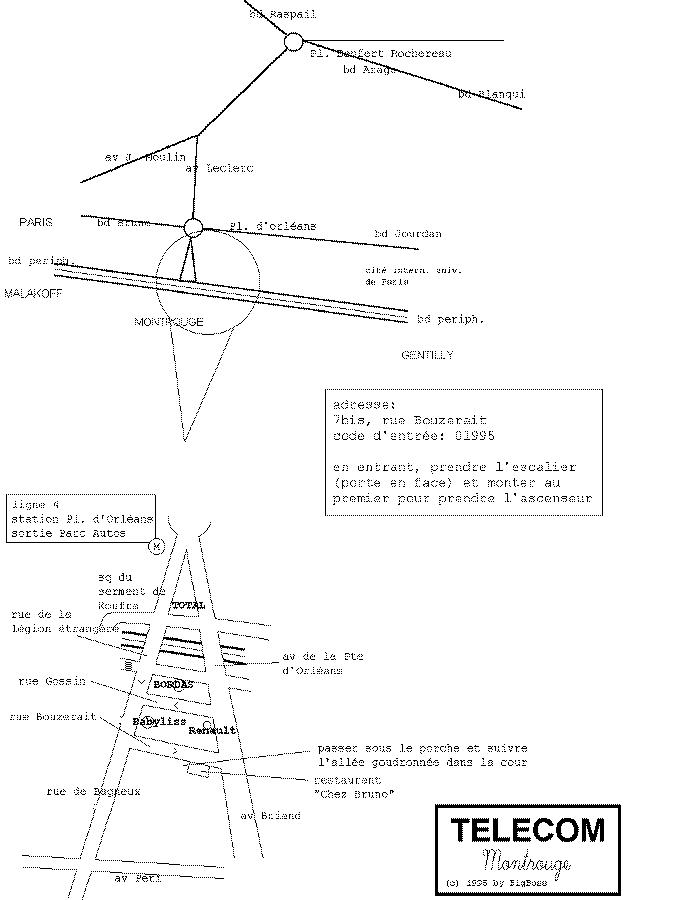 bd Raspail
Pl. Denfert Rochereau
bd Arago
bd Blanqui
av J. Moulin
av Leclerc
PARIS
bd Brune
Pl. d'orléans
bd Jourdan
bd périph.
cité intern. univ.
de Paris
MALAKOFF
MONTROUGE
bd périph.
GENTILLY
adresse:
7bis, rue Bouzerait
code d'entrée: 01995
en entrant, prendre l'escalier
(porte en face) et monter au
premier pour prendre l'ascenseur
ligne 4
station Pl. d'Orléans
sortie Parc Autos
M
sq du
serment de
Koufra
TOTAL
rue de la
légion étrangère
av de la Pte
d'Orléans
rue Gossin
BORDAS
rue Bouzerait
Babyliss
Renault
passer sous le porche et suivre
l'allée goudronnée dans la cour
restaurant
"Chez Bruno"
rue de Bagneux
av Briand
av Péri
TELECOM
Montrouge
(c) 1995 by BigBoss